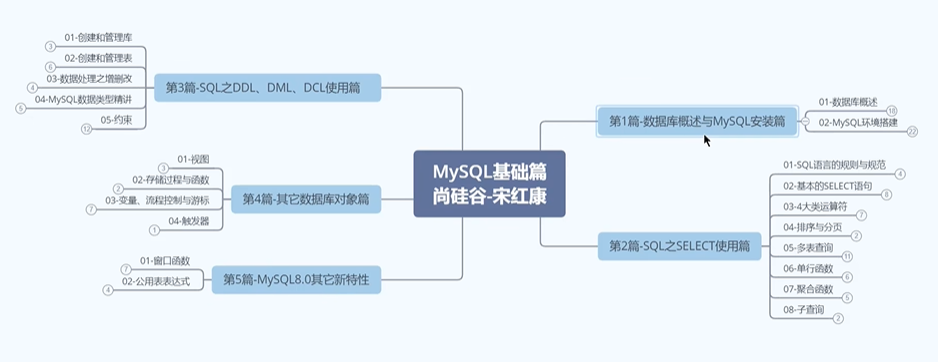 MySQL基础篇
尚硅谷-宋红康
第1篇-数据库概述与MySQL安装篇
01-数据库概述
18
02-MySQL环境搭建
22
第2篇-SQL之SELECT使用篇
01-SQL语言的规则与规范
4
02-基本的SELECT语句
8
03-4大类运算符
7
04-排序与分页
2
05-多表查询
11
06-单行函数
6
07-聚合函数
5
08-子查询
2
第3篇-SQL之DDL、DML、DCL使用篇
01-创建和管理库
3
02-创建和管理表
6
03-数据处理之增删改
4
04-MySQL数据类型精讲
5
05-约束
12
第4篇-其它数据库对象篇
01-视图
3
02-存储过程与函数
2
03-变量、流程控制与游标
7
04-触发器
1
第5篇-MySQL8.0其它新特性
01-窗口函数
7
02-公用表表达式
4